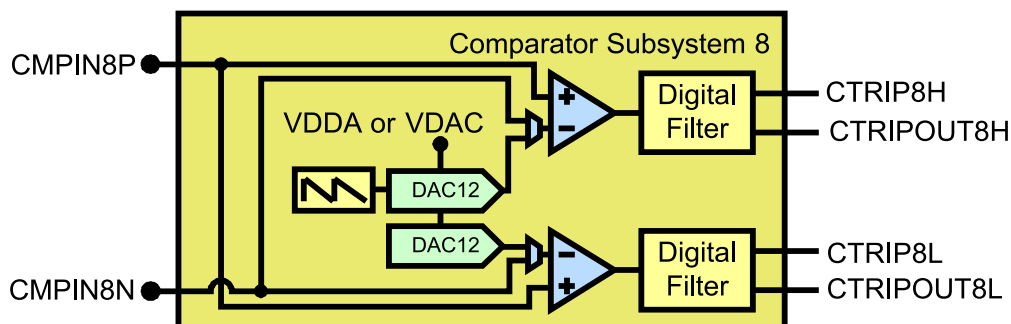 Comparator Subsystem 8
CMPIN8P
VDDA or VDAC
DAC12
DAC12
+
−
−
+
Digital
Filter
CTRIP8H
CTRIPOUT8H
Digital
Filter
CTRIP8L
CTRIPOUT8L
CMPIN8N